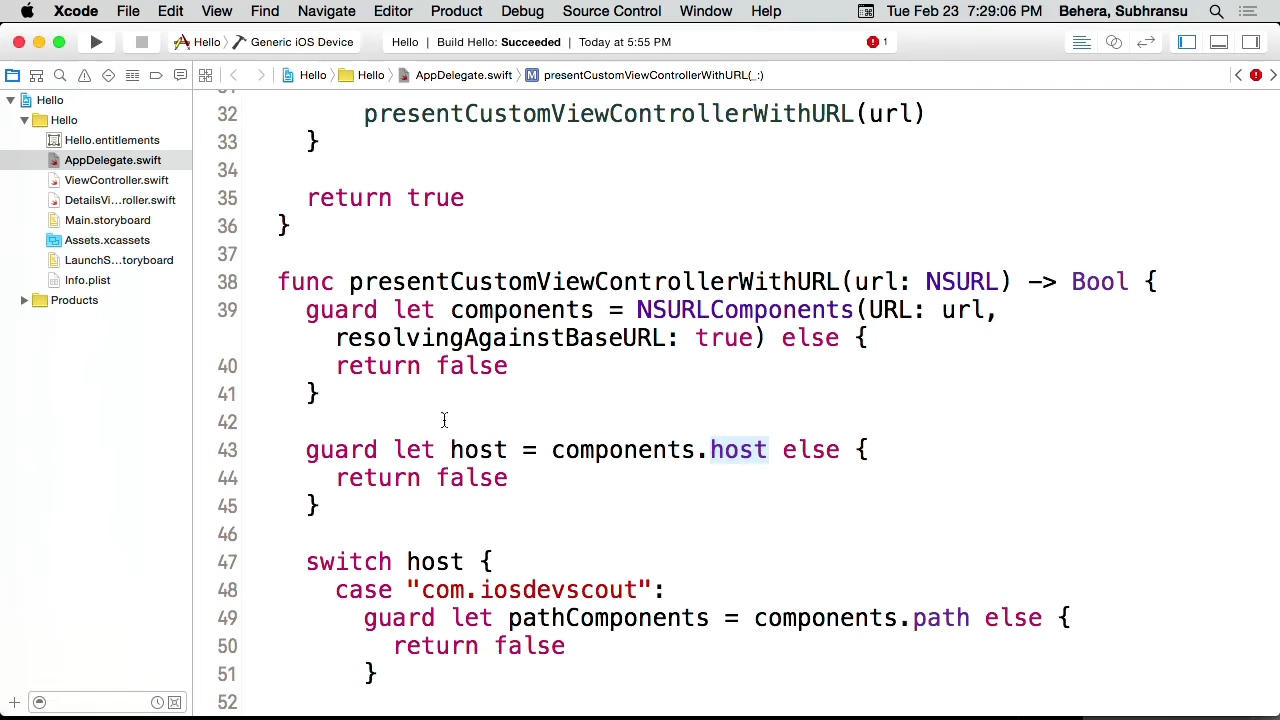 Xcode File Edit View Find Navigate Editor Product Debug Source Control Window Help Tue Feb 23 7:29:06 PM Behera, Subhransu
Hello Generic iOS Device Hello | Build Hello: Succeeded | Today at 5:55 PM 1
Hello Hello AppDelegate.swift M presentCustomViewControllerWithURL(_:)
Hello
Hello
Hello.entitlements
AppDelegate.swift
ViewController.swift
DetailsVi...roller.swift
Main.storyboard
Assets.xcassets
LaunchS...toryboard
Info.plist
Products
32 presentCustomViewControllerWithURL(url)
33 }
34
35 return true
36 }
37
38 func presentCustomViewControllerWithURL(url: NSURL) -> Bool {
39 guard let components = NSURLComponents(URL: url,
resolvingAgainstBaseURL: true) else {
40 return false
41 }
42
43 guard let host = components.host else {
44 return false
45 }
46
47 switch host {
48 case "com.iosdevscout":
49 guard let pathComponents = components.path else {
50 return false
51 }
52